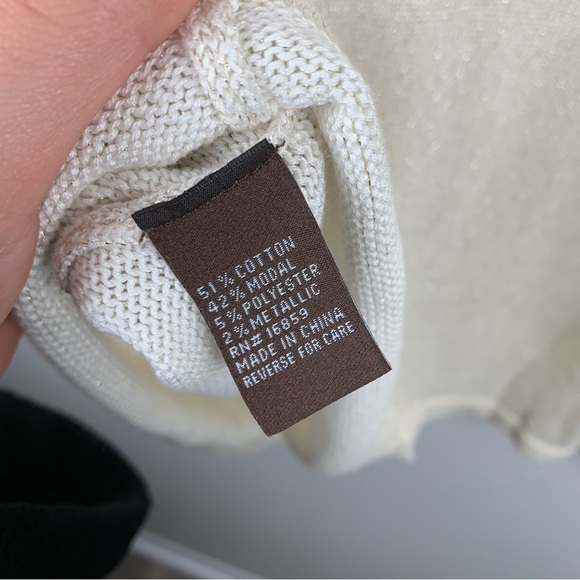 51% COTTON
42% MODAL
5% POLYESTER
2% METALLIC
RN# 16859
MADE IN CHINA
REVERSE FOR CARE